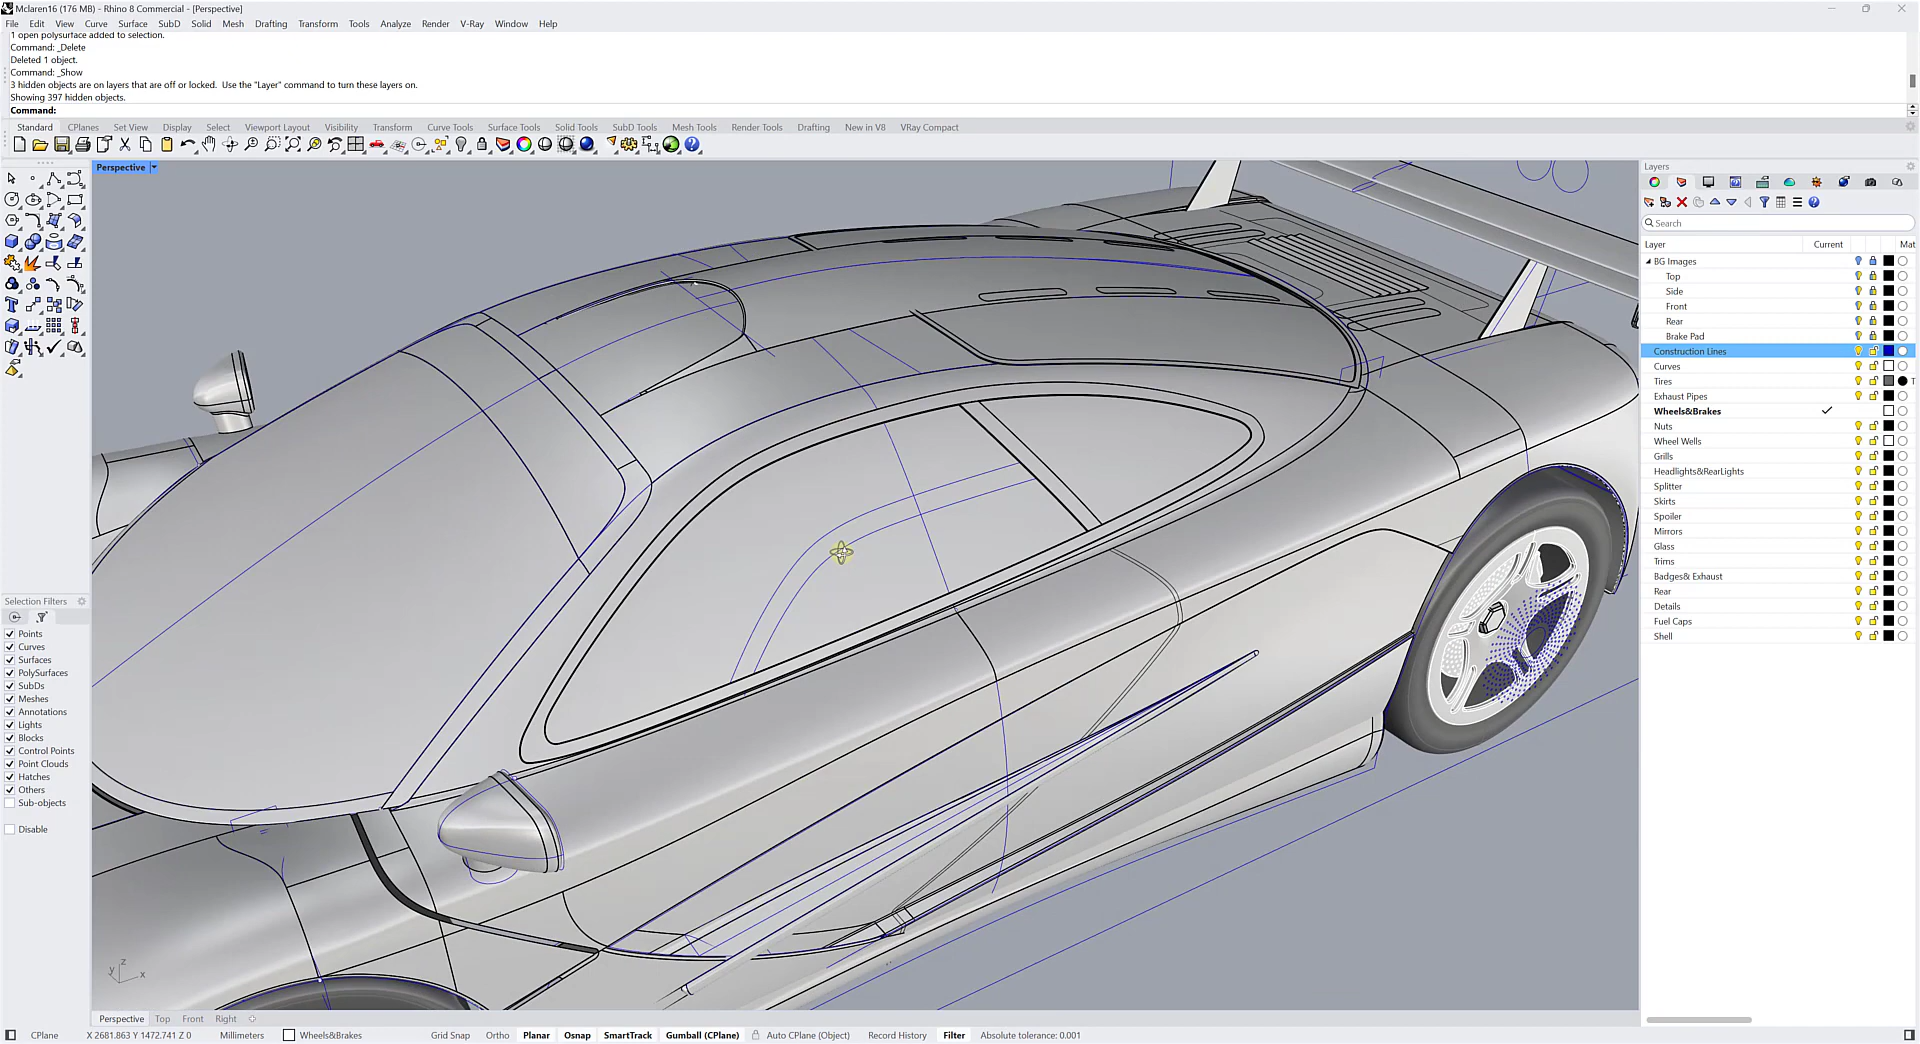 Mclaren16 (176 MB) - Rhino 8 Commercial - [Perspective]
File Edit View Curve Surface SubD Solid Mesh Drafting Transform Tools Analyze Render V-Ray Window Help
1 open polysurface added to selection.
Command: _Delete
Deleted 1 object.
Command: _Show
3 hidden objects are on layers that are off or locked.  Use the "Layer" command to turn these layers on.
Showing 397 hidden objects.
Command:
Standard CPlanes Set View Display Select Viewport Layout Visibility Transform Curve Tools Surface Tools Solid Tools SubD Tools Mesh Tools Render Tools Drafting New in V8 VRay Compact
Perspective
Layers
Search
Layer Current Mat
BG Images
Top
Side
Front
Rear
Brake Pad
Construction Lines
Curves
Tires T
Exhaust Pipes
Wheels&Brakes
Nuts
Wheel Wells
Grills
Headlights&RearLights
Splitter
Skirts
Spoiler
Mirrors
Glass
Trims
Badges& Exhaust
Rear
Details
Fuel Caps
Shell
Selection Filters
Points
Curves
Surfaces
PolySurfaces
SubDs
Meshes
Annotations
Lights
Blocks
Control Points
Point Clouds
Hatches
Others
Sub-objects
Disable
z
y x
Perspective Top Front Right
CPlane X 2681.863 Y 1472.741 Z 0 Millimeters Wheels&Brakes Grid Snap Ortho Planar Osnap SmartTrack Gumball (CPlane) Auto CPlane (Object) Record History Filter Absolute tolerance: 0.001